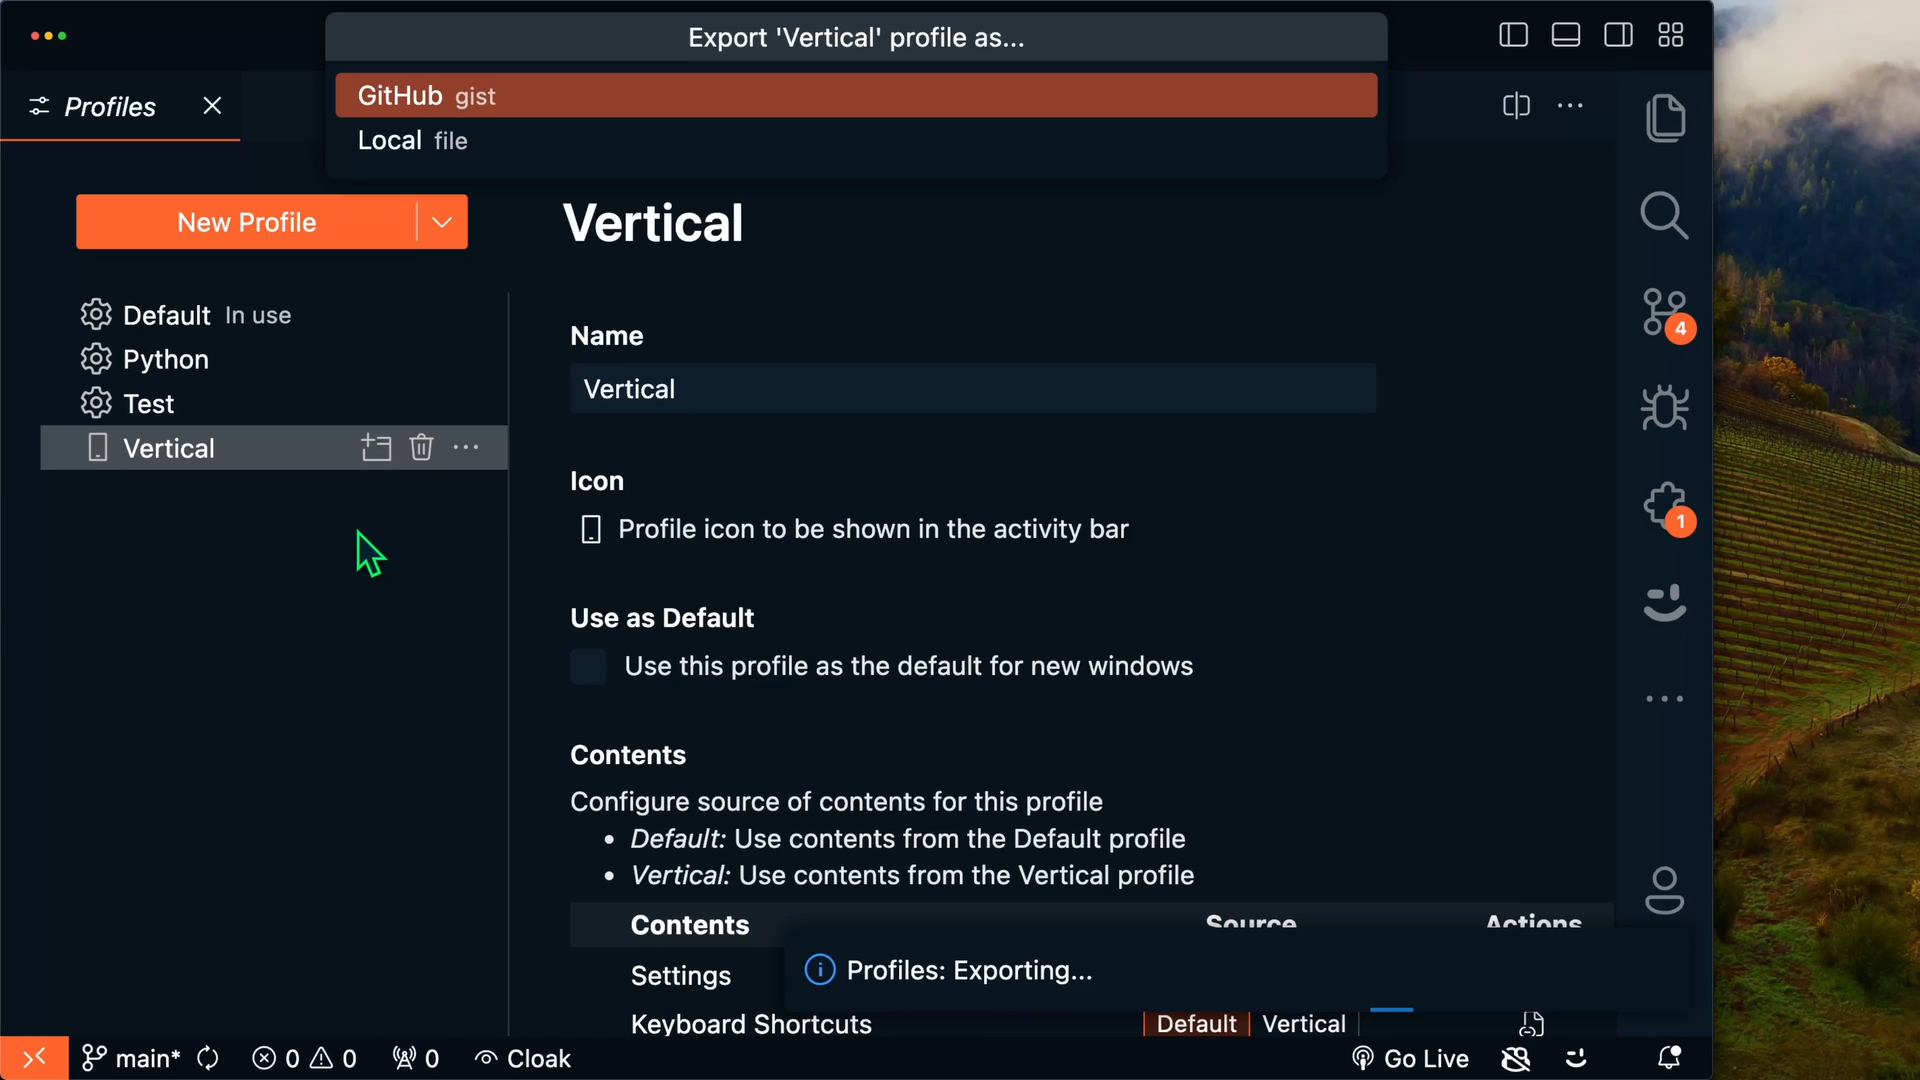 Export 'Vertical' profile as...
GitHub gist
Local file
Profiles
New Profile
Vertical
Default In use
Python
Test
Vertical
Name
Vertical
Icon
Profile icon to be shown in the activity bar
Use as Default
Use this profile as the default for new windows
Contents
Configure source of contents for this profile
• Default: Use contents from the Default profile
• Vertical: Use contents from the Vertical profile
Contents Source Actions
Settings
Profiles: Exporting...
Keyboard Shortcuts Default Vertical
4
1
main* 0 0 0 Cloak Go Live